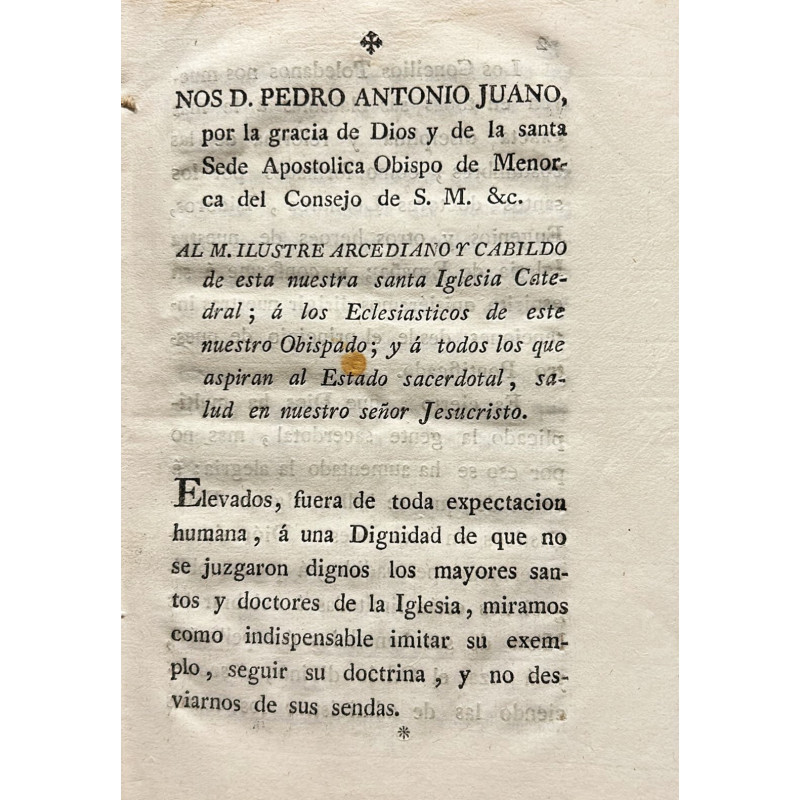 ✠
NOS D. PEDRO ANTONIO JUANO,
por la gracia de Dios y de la santa
Sede Apostolica Obispo de Menor-
ca del Consejo de S. M. &c.
AL M. ILUSTRE ARCEDIANO Y CABILDO
de esta nuestra santa Iglesia Cate-
dral; á los Eclesiasticos de este
nuestro Obispado; y á todos los que
aspiran al Estado sacerdotal, sa-
lud en nuestro señor Jesucristo.
Elevados, fuera de toda expectacion
humana, á una Dignidad de que no
se juzgaron dignos los mayores san-
tos y doctores de la Iglesia, miramos
como indispensable imitar su exem-
plo, seguir su doctrina, y no des-
viarnos de sus sendas.
*